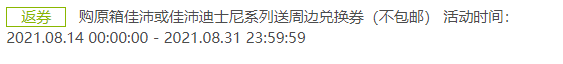 返券 购原箱佳沛或佳沛迪士尼系列送周边兑换券（不包邮） 活动时间：
2021.08.14 00:00:00 - 2021.08.31 23:59:59